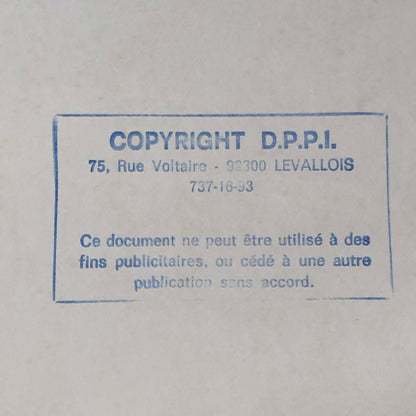 COPYRIGHT D.P.P.I.
75, Rue Voltaire - 92300 LEVALLOIS
737-16-93
Ce document ne peut être utilisé à des
fins publicitaires, ou cédé à une autre
publication sans accord.